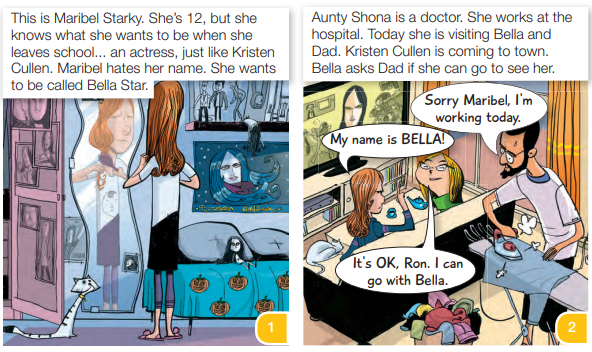 This is Maribel Starky. She's 12, but she
knows what she wants to be when she
leaves school... an actress, just like Kristen
Cullen. Maribel hates her name. She wants
to be called Bella Star.
1
Aunty Shona is a doctor. She works at the
hospital. Today she is visiting Bella and
Dad. Kristen Cullen is coming to town.
Bella asks Dad if she can go to see her.
Sorry Maribel, I'm
working today.
My name is BELLA!
It's OK, Ron. I can
go with Bella.
2